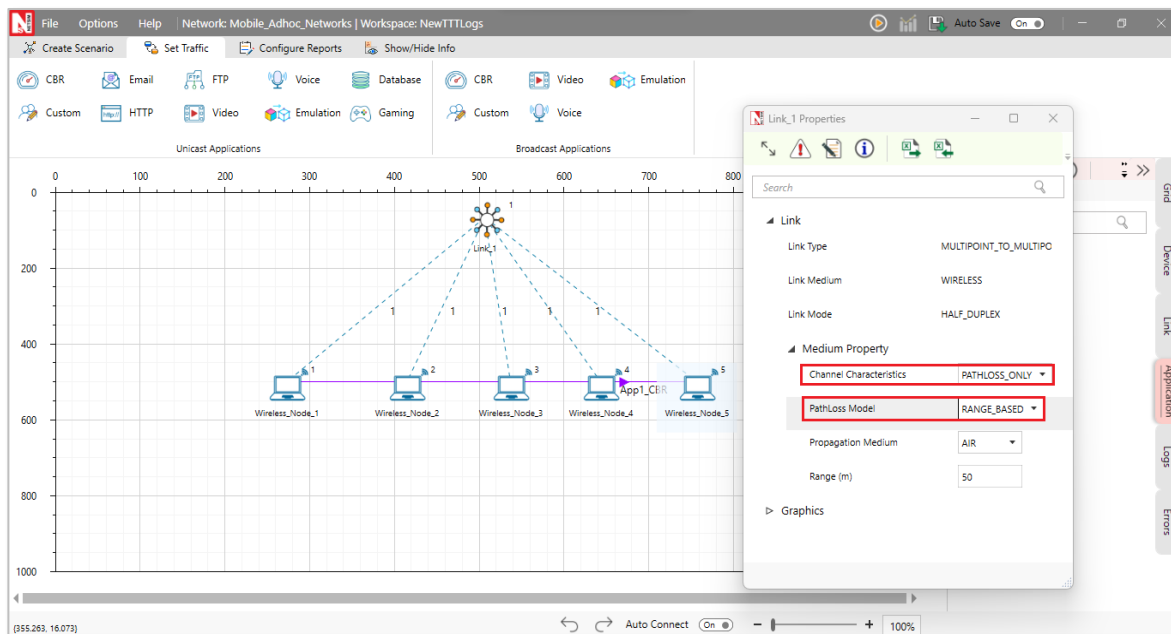 File Options Help Network: Mobile_Adhoc_Networks | Workspace: NewTTTLogs Auto Save On
Create Scenario Set Traffic Configure Reports Show/Hide Info
CBR Email FTP Voice Database CBR Video Emulation
Custom HTTP Video Emulation Gaming Custom Voice
Unicast Applications Broadcast Applications
0 100 200 300 400 500 600 700 800
0
200
400
600
800
1000
1
Link_1
1 1 1 1 1
1 2 3 4 5
App1_CBR
Wireless_Node_1 Wireless_Node_2 Wireless_Node_3 Wireless_Node_4 Wireless_Node_5
Link_1 Properties
Search
Link
Link Type MULTIPOINT_TO_MULTIPO
Link Medium WIRELESS
Link Mode HALF_DUPLEX
Medium Property
Channel Characteristics PATHLOSS_ONLY
PathLoss Model RANGE_BASED
Propagation Medium AIR
Range (m) 50
Graphics
Grid
Device
Link
Application
Logs
Errors
(355.263, 16.073) Auto Connect On 100%